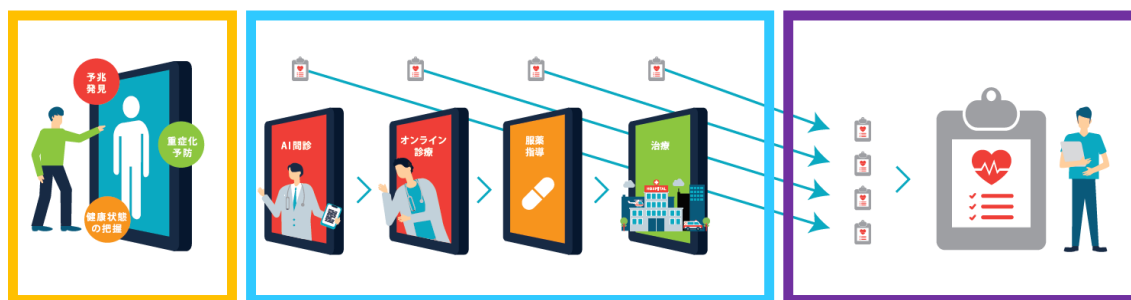 予兆
発見
重症化
予防
健康状態
の把握
AI問診
オンライン
診療
服薬
指導
治療
HOSPITAL